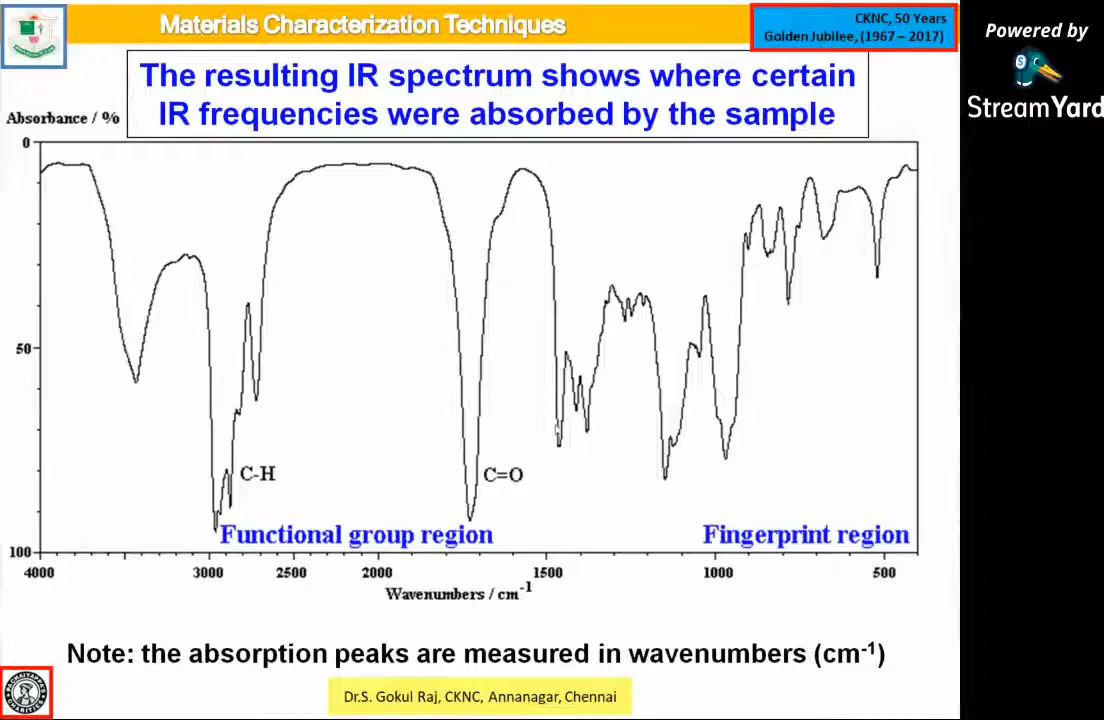 Materials Characterization Techniques
CKNC, 50 Years
Golden Jubilee, (1967 – 2017)
Powered by
StreamYard
The resulting IR spectrum shows where certain
IR frequencies were absorbed by the sample
Absorbance / %
0
50
100
C-H
C=O
Functional group region
Fingerprint region
4000 3000 2500 2000 1500 1000 500
Wavenumbers / cm⁻¹
Note: the absorption peaks are measured in wavenumbers (cm⁻¹)
Dr.S. Gokul Raj, CKNC, Annanagar, Chennai